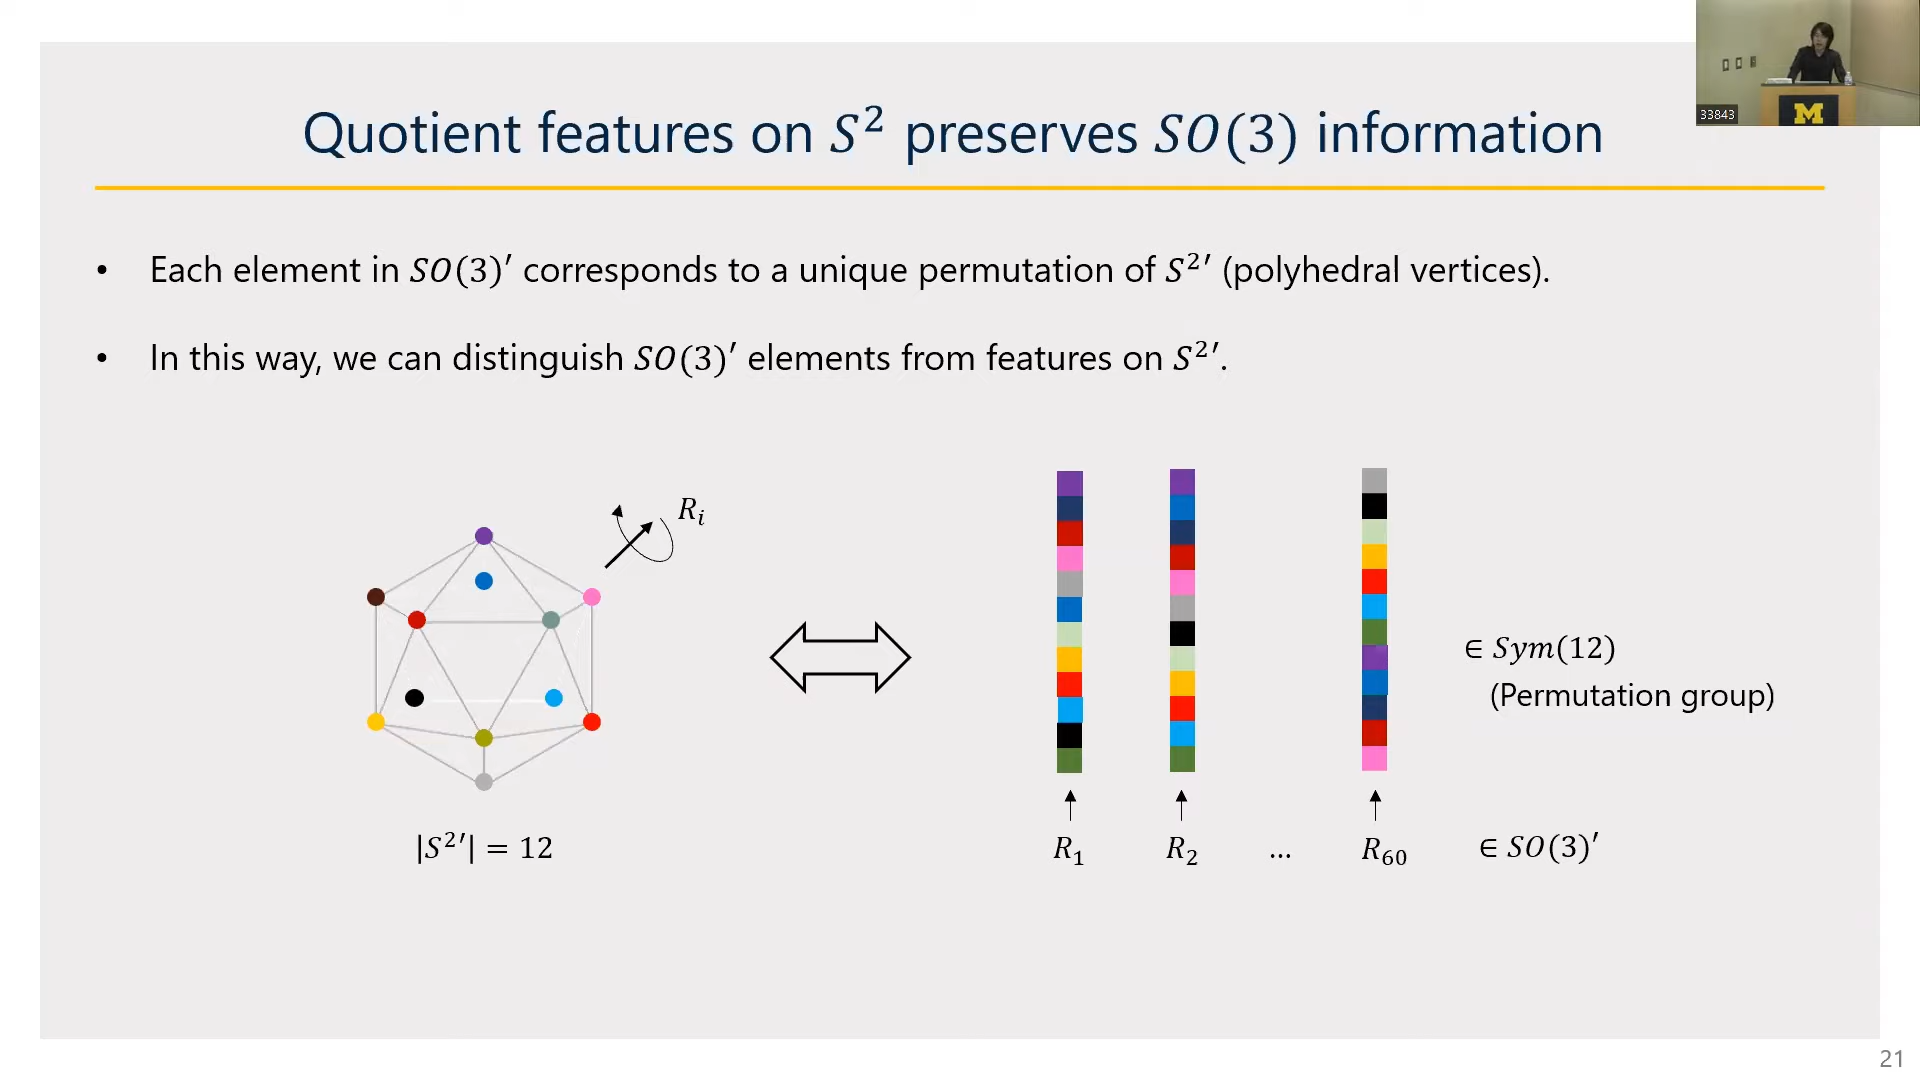 Quotient features on S² preserves SO(3) information
• Each element in SO(3)′ corresponds to a unique permutation of S²′ (polyhedral vertices).
• In this way, we can distinguish SO(3)′ elements from features on S²′.
R_i
∈ Sym(12)
(Permutation group)
|S²′| = 12
R₁ R₂ … R₆₀ ∈ SO(3)′
33843
M
21